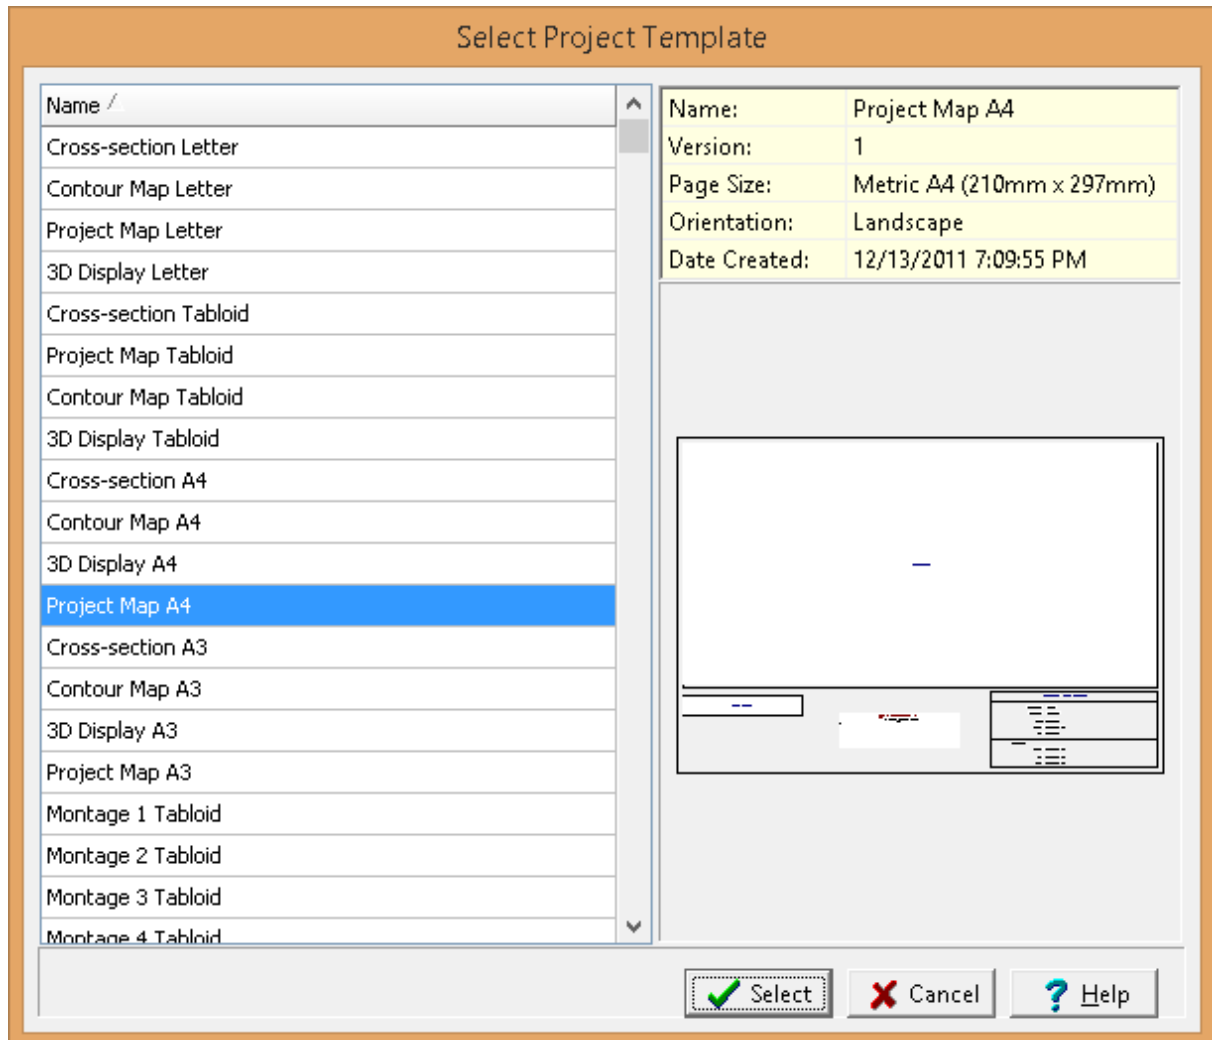 Select Project Template
Name
Cross-section Letter
Contour Map Letter
Project Map Letter
3D Display Letter
Cross-section Tabloid
Project Map Tabloid
Contour Map Tabloid
3D Display Tabloid
Cross-section A4
Contour Map A4
3D Display A4
Project Map A4
Cross-section A3
Contour Map A3
3D Display A3
Project Map A3
Montage 1 Tabloid
Montage 2 Tabloid
Montage 3 Tabloid
Montage 4 Tabloid
Name: Project Map A4
Version: 1
Page Size: Metric A4 (210mm x 297mm)
Orientation: Landscape
Date Created: 12/13/2011 7:09:55 PM
Select Cancel Help